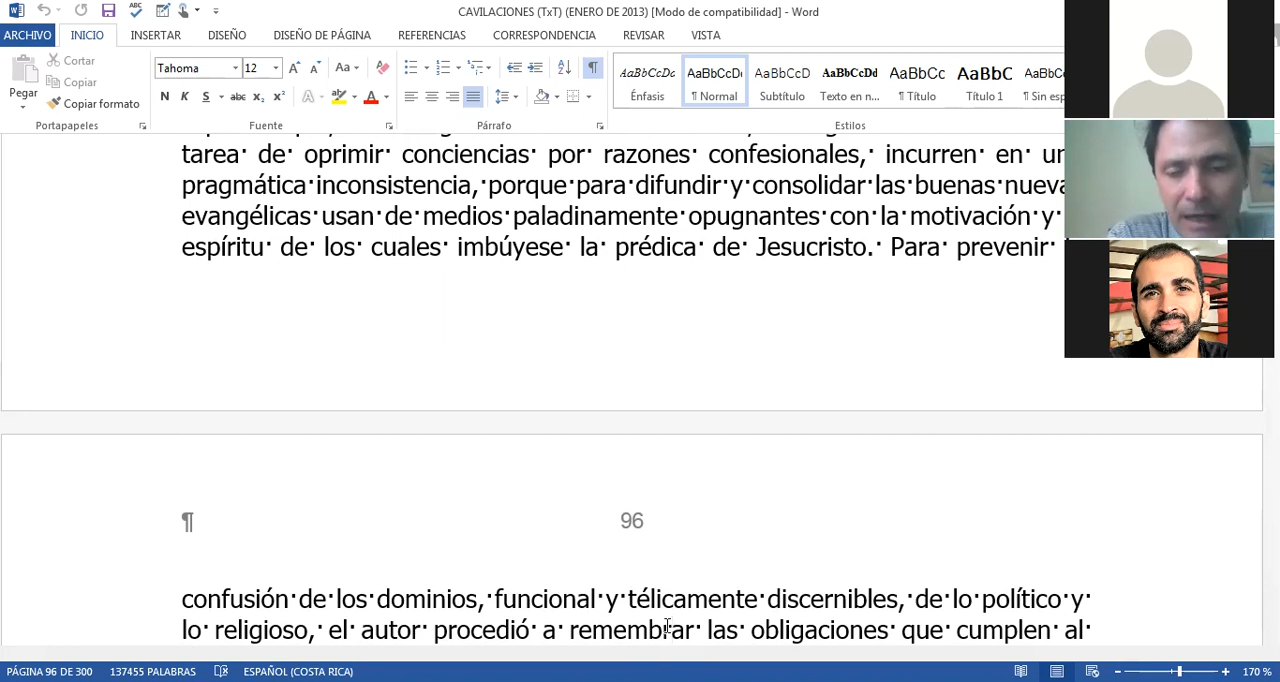 CAVILACIONES (TxT) (ENERO DE 2013) [Modo de compatibilidad] - Word
ARCHIVO INICIO INSERTAR DISEÑO DISEÑO DE PÁGINA REFERENCIAS CORRESPONDENCIA REVISAR VISTA
Pegar
Cortar
Copiar
Copiar formato
Portapapeles
Tahoma 12
N K S abc x₂ x²
Fuente
Párrafo
AaBbCcDc AaBbCcDc AaBbCcD AaBbCcDd AaBbCc AaBbC AaBbCc
Énfasis ¶ Normal Subtítulo Texto en n... ¶ Título Título 1 ¶ Sin esp
Estilos
tarea de oprimir conciencias por razones confesionales, incurren en un
pragmática inconsistencia, porque para difundir y consolidar las buenas nueva
evangélicas usan de medios paladinamente opugnantes con la motivación y
espíritu de los cuales imbúyese la prédica de Jesucristo. Para prevenir
¶ 96
confusión de los dominios, funcional y télicamente discernibles, de lo político y
lo religioso, el autor procedió a remembrar las obligaciones que cumplen al
PÁGINA 96 DE 300 137455 PALABRAS ESPAÑOL (COSTA RICA) 170 %